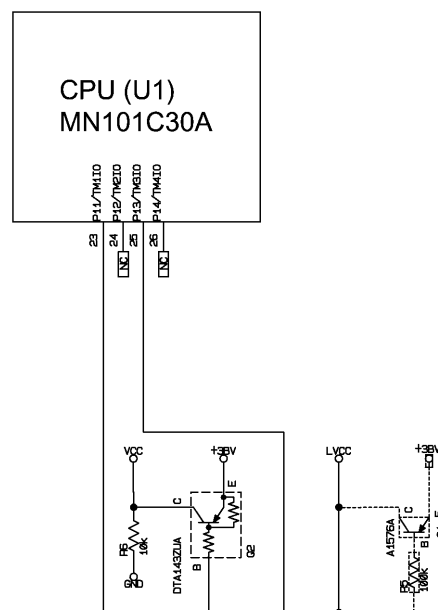 CPU (U1)
MN101C30A
P11/TM1IO
P12/TM2IO
P13/TM3IO
P14/TM4IO
23
24
25
26
NC
NC
VCC
+3BV
LVCC
+3BV
C
E
C
E
A1576A
B
R6
10k
DTA143ZUA
B
Q2
R5
100k
GND